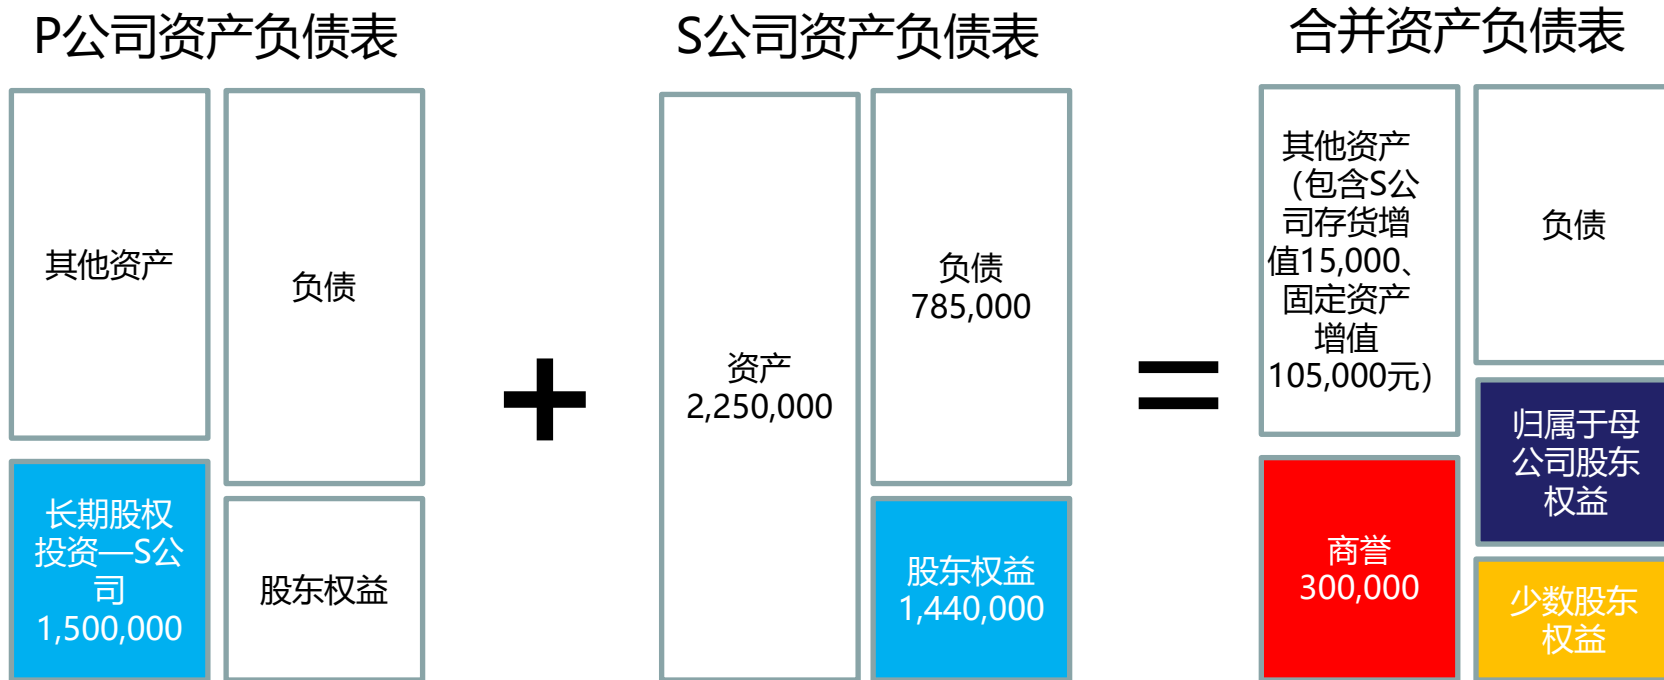 P公司资产负债表
其他资产
负债
长期股权
投资—S公
司
1,500,000
股东权益
+
S公司资产负债表
资产
2,250,000
负债
785,000
股东权益
1,440,000
=
合并资产负债表
其他资产
（包含S公
司存货增
值15,000、
固定资产
增值
105,000元）
负债
归属于母
公司股东
权益
商誉
300,000
少数股东
权益